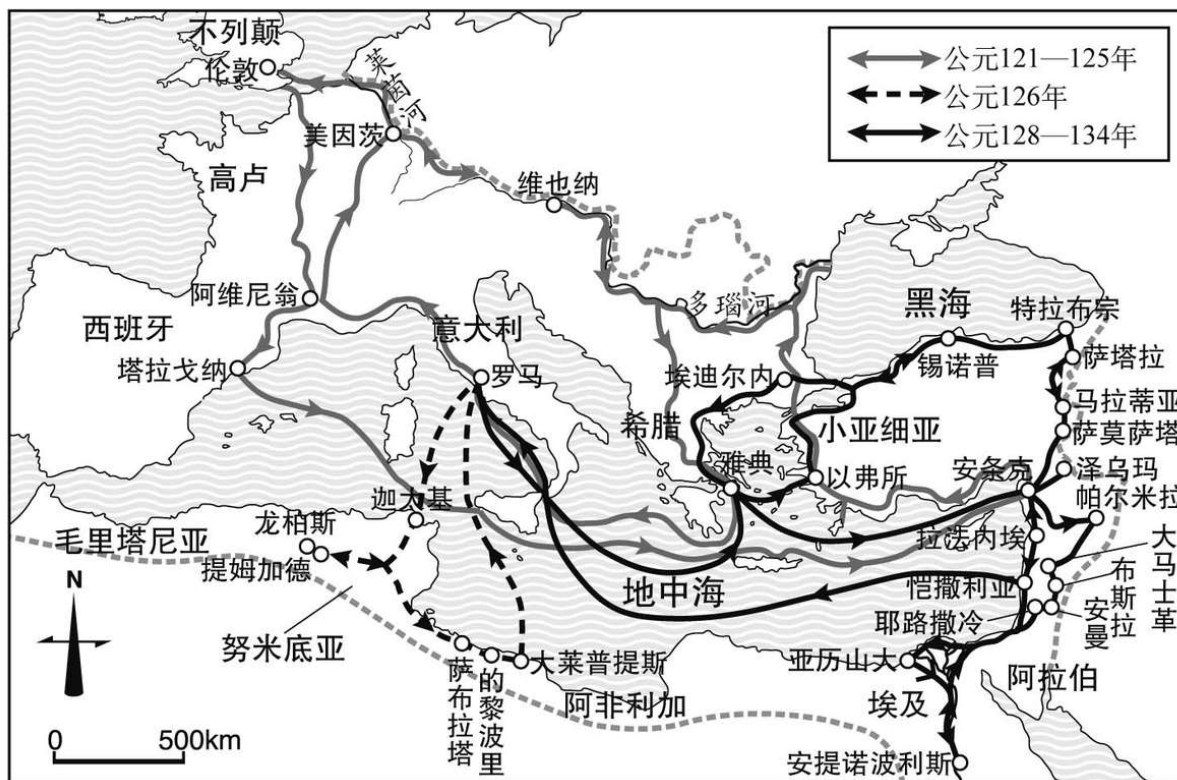 不列颠
伦敦
莱茵河
美因茨
高卢
维也纳
公元121—125年
公元126年
公元128—134年
阿维尼翁
西班牙
塔拉戈纳
意大利
罗马
多瑙河
黑海
特拉布宗
锡诺普
萨塔拉
埃迪尔内
马拉蒂亚
希腊
小亚细亚
萨莫萨塔
雅典
以弗所
安条克
泽乌玛
帕尔米拉
迦太基
龙柏斯
毛里塔尼亚
提姆加德
拉法内埃
大马士革
地中海
恺撒利亚
布斯拉
安曼
耶路撒冷
N
努米底亚
萨布拉塔
的黎波里
大莱普提斯
亚历山大
阿拉伯
阿非利加
埃及
0 500km
安提诺波利斯